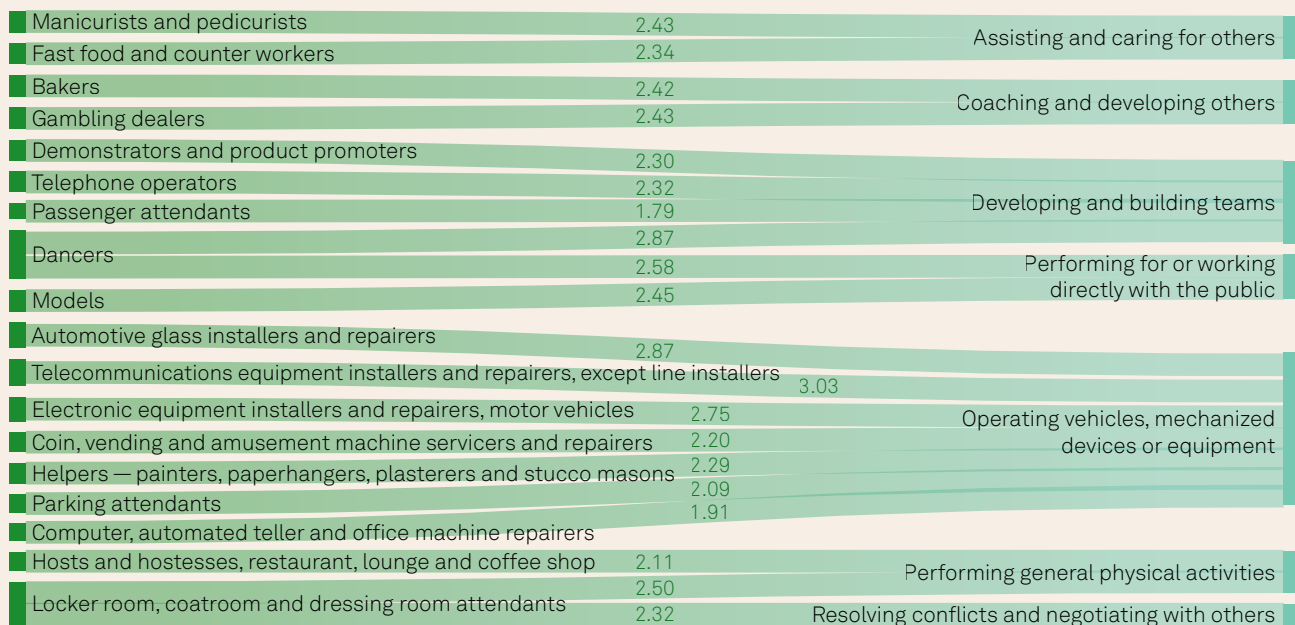 Manicurists and pedicurists 2.43
Fast food and counter workers 2.34
Assisting and caring for others
Bakers 2.42
Gambling dealers 2.43
Coaching and developing others
Demonstrators and product promoters 2.30
Telephone operators 2.32
Passenger attendants 1.79
Developing and building teams
Dancers 2.87
2.58
Models 2.45
Performing for or working
directly with the public
Automotive glass installers and repairers 2.87
Telecommunications equipment installers and repairers, except line installers 3.03
Electronic equipment installers and repairers, motor vehicles 2.75
Coin, vending and amusement machine servicers and repairers 2.20
Helpers — painters, paperhangers, plasterers and stucco masons 2.29
Parking attendants 2.09
Computer, automated teller and office machine repairers 1.91
Operating vehicles, mechanized
devices or equipment
Hosts and hostesses, restaurant, lounge and coffee shop 2.11
Performing general physical activities
Locker room, coatroom and dressing room attendants 2.50
2.32
Resolving conflicts and negotiating with others